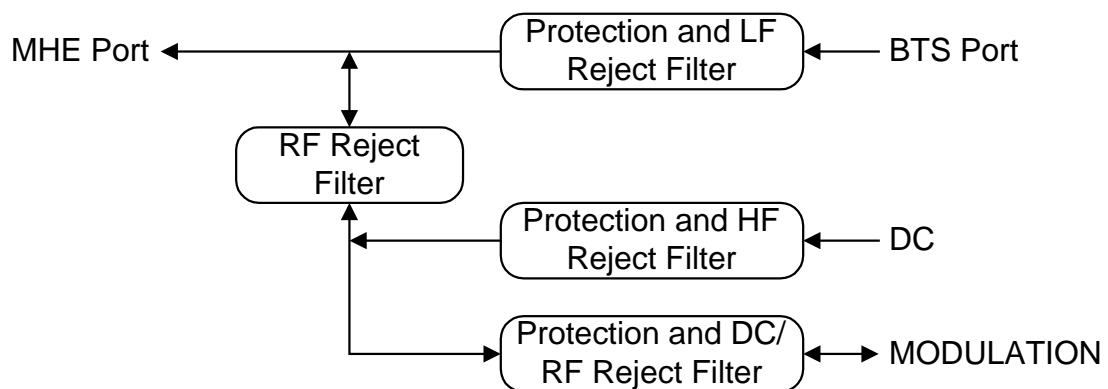 MHE Port
Protection and LF
Reject Filter
BTS Port
RF Reject
Filter
Protection and HF
Reject Filter
DC
Protection and DC/
RF Reject Filter
MODULATION